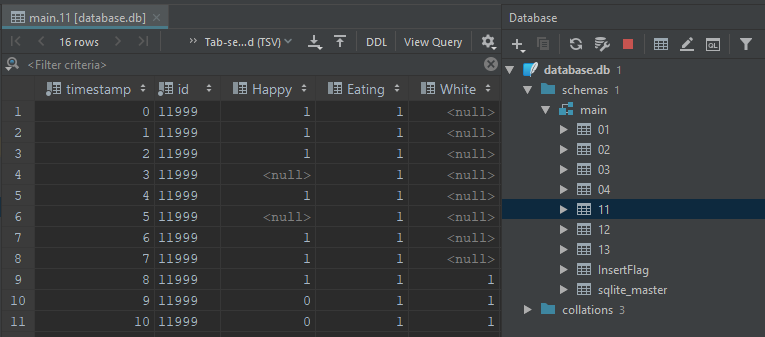 main.11 [database.db]
16 rows
Tab-se...d (TSV)
DDL
View Query
<Filter criteria>
timestamp id Happy Eating White
1 0 11999 1 1 <null>
2 1 11999 1 1 <null>
3 2 11999 1 1 <null>
4 3 11999 <null> 1 <null>
5 4 11999 1 1 <null>
6 5 11999 <null> 1 <null>
7 6 11999 1 1 <null>
8 7 11999 1 1 <null>
9 8 11999 1 1 1
10 9 11999 0 1 1
11 10 11999 0 1 1
Database
QL
database.db 1
schemas 1
main
01
02
03
04
11
12
13
InsertFlag
sqlite_master
collations 3